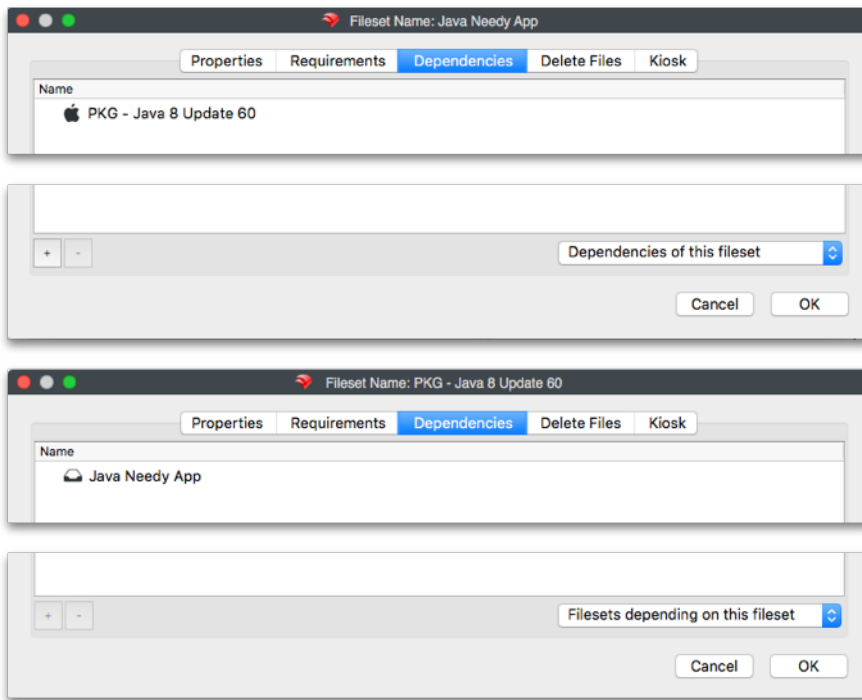 Fileset Name: Java Needy App
Properties Requirements Dependencies Delete Files Kiosk
Name
PKG - Java 8 Update 60
+ - Dependencies of this fileset
Cancel OK
Fileset Name: PKG - Java 8 Update 60
Properties Requirements Dependencies Delete Files Kiosk
Name
Java Needy App
+ - Filesets depending on this fileset
Cancel OK